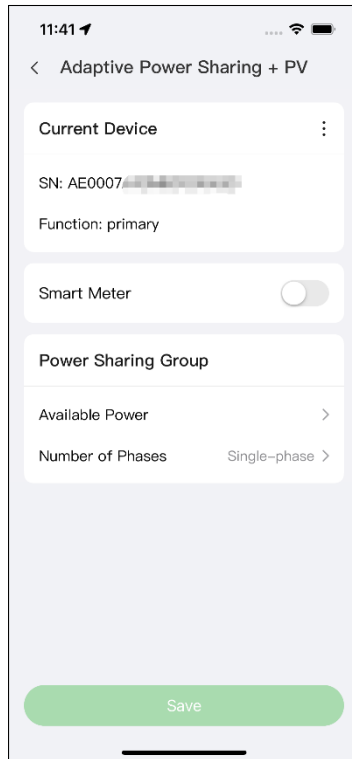 11:41
Adaptive Power Sharing + PV
Current Device
SN: AE0007
Function: primary
Smart Meter
Power Sharing Group
Available Power
Number of Phases Single-phase
Save